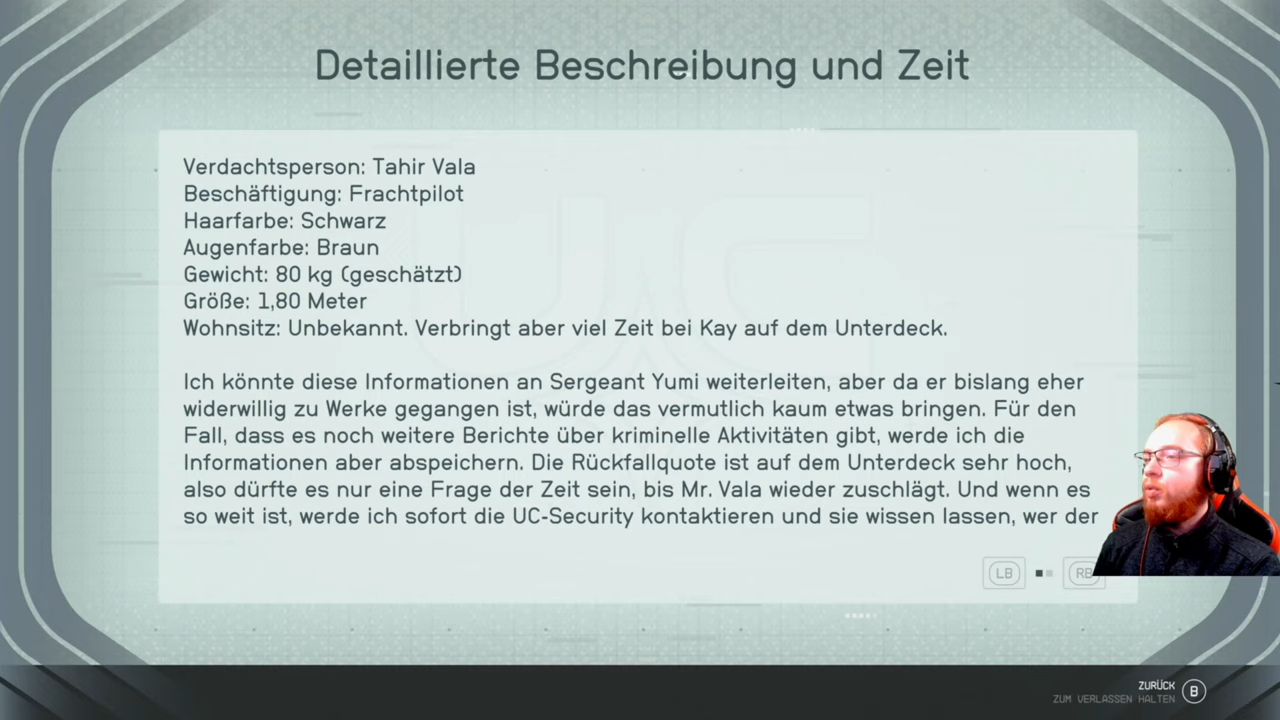 Detaillierte Beschreibung und Zeit
Verdachtsperson: Tahir Vala
Beschäftigung: Frachtpilot
Haarfarbe: Schwarz
Augenfarbe: Braun
Gewicht: 80 kg (geschätzt)
Größe: 1,80 Meter
Wohnsitz: Unbekannt. Verbringt aber viel Zeit bei Kay auf dem Unterdeck.
Ich könnte diese Informationen an Sergeant Yumi weiterleiten, aber da er bislang eher
widerwillig zu Werke gegangen ist, würde das vermutlich kaum etwas bringen. Für den
Fall, dass es noch weitere Berichte über kriminelle Aktivitäten gibt, werde ich die
Informationen aber abspeichern. Die Rückfallquote ist auf dem Unterdeck sehr hoch,
also dürfte es nur eine Frage der Zeit sein, bis Mr. Vala wieder zuschlägt. Und wenn es
so weit ist, werde ich sofort die UC-Security kontaktieren und sie wissen lassen, wer der
LB RB
ZURÜCK B
ZUM VERLASSEN HALTEN